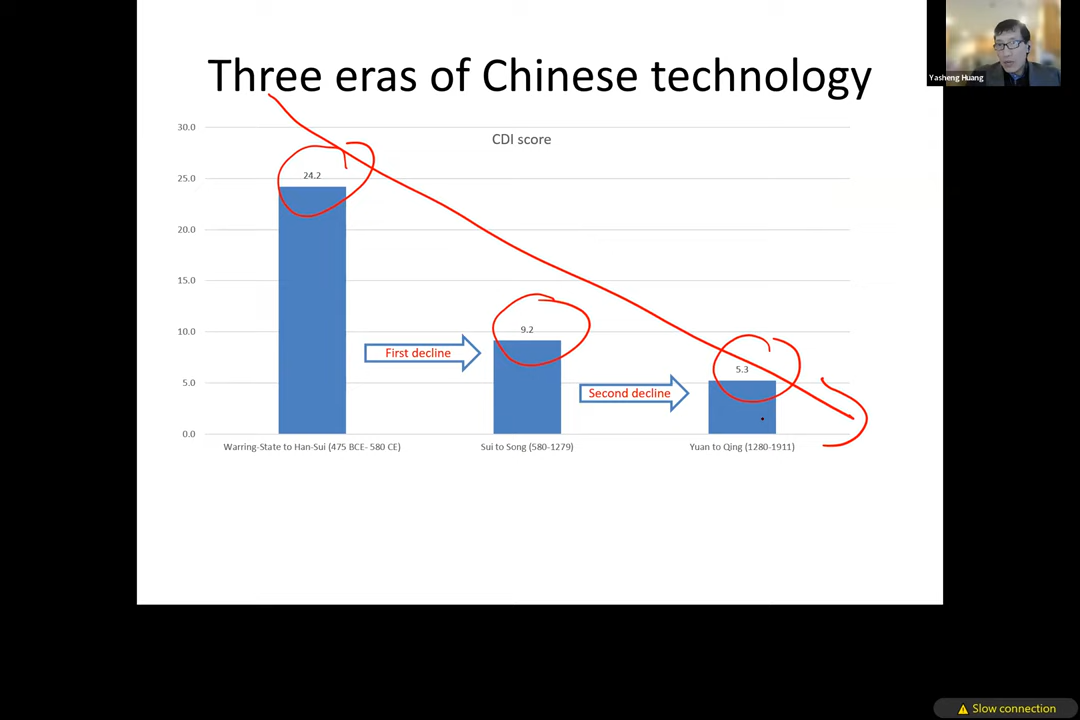 Three eras of Chinese technology
Yasheng Huang
CDI score
30.0
25.0
20.0
15.0
10.0
5.0
0.0
24.2
9.2
5.3
First decline
Second decline
Warring-State to Han-Sui (475 BCE- 580 CE)
Sui to Song (580-1279)
Yuan to Qing (1280-1911)
Slow connection